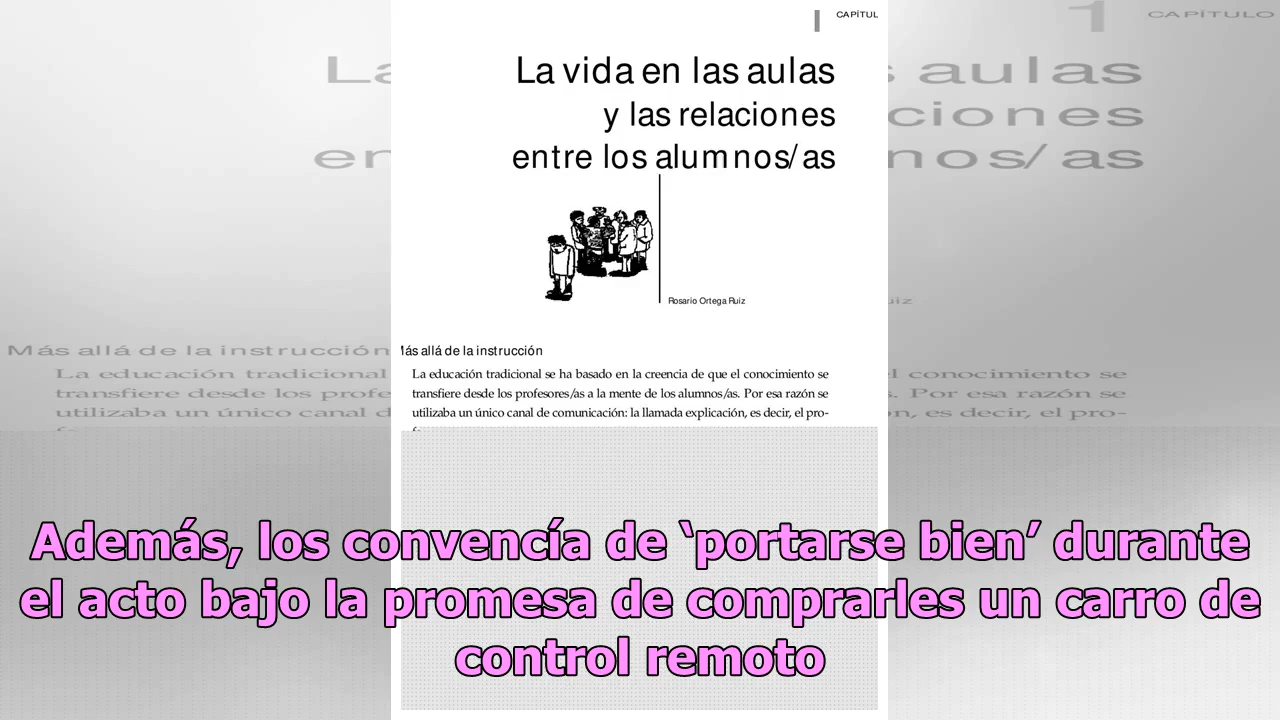 CAPÍTUL
La vida en las aulas
y las relaciones
entre los alumnos/as
Rosario Ortega Ruiz
ás allá de la instrucción
La educación tradicional se ha basado en la creencia de que el conocimiento se
transfiere desde los profesores/as a la mente de los alumnos/as. Por esa razón se
utilizaba un único canal de comunicación: la llamada explicación, es decir, el pro-
Además, los convencía de ‘portarse bien’ durante
el acto bajo la promesa de comprarles un carro de
control remoto